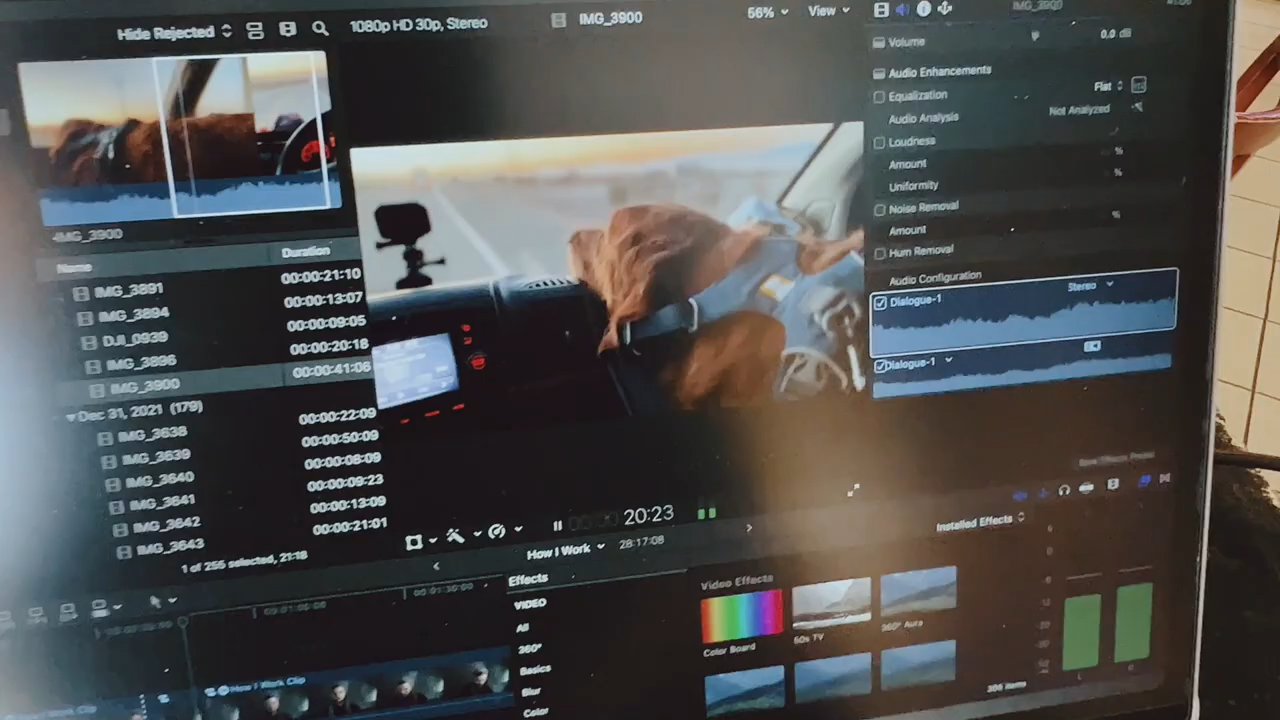 Hide Rejected
1080p HD 30p, Stereo
IMG_3900
56%
View
IMG_3900
Volume
0.0 dB
Audio Enhancements
Equalization
Flat
Audio Analysis
Not Analyzed
Loudness
Amount
%
Uniformity
%
Noise Removal
Amount
%
Hum Removal
Audio Configuration
Dialogue-1
Stereo
Dialogue-1
IMG_3900
Name
Duration
IMG_3891
00:00:21:10
IMG_3894
00:00:13:07
DJI_0939
00:00:09:05
IMG_3896
00:00:20:18
IMG_3900
00:00:41:06
Dec 31, 2021 (179)
IMG_3638
00:00:22:09
IMG_3639
00:00:50:09
IMG_3640
00:00:08:09
IMG_3641
00:00:09:23
IMG_3642
00:00:13:09
IMG_3643
00:00:21:01
1 of 255 selected, 21:18
20:23
How I Work
28:17:08
Installed Effects
Effects
VIDEO
All
360°
Basics
Blur
Color
Video Effects
Color Board
50s TV
360° Aura
How I Work Clip